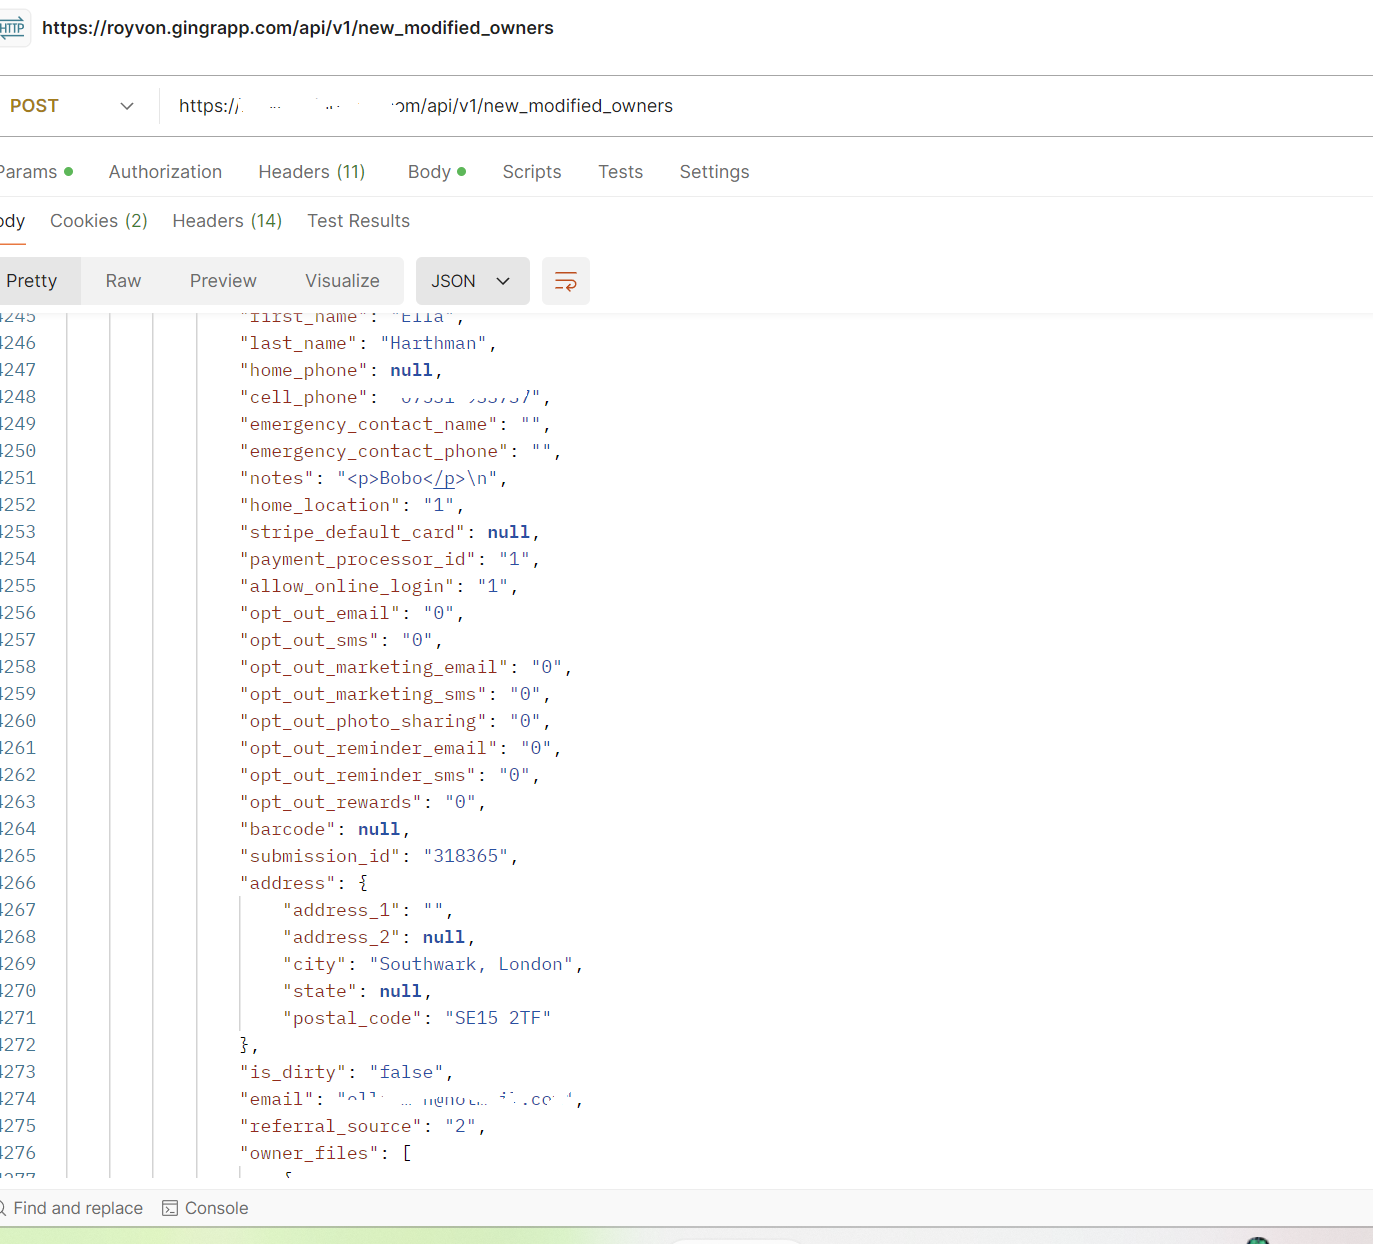 HTTP
https://royvon.gingrapp.com/api/v1/new_modified_owners
POST
https:// om/api/v1/new_modified_owners
Params Authorization Headers (11) Body Scripts Tests Settings
ody Cookies (2) Headers (14) Test Results
Pretty Raw Preview Visualize JSON
4245 "first_name": "Ella",
4246 "last_name": "Harthman",
4247 "home_phone": null,
4248 "cell_phone": ",
4249 "emergency_contact_name": "",
4250 "emergency_contact_phone": "",
4251 "notes": "<p>Bobo</p>\n",
4252 "home_location": "1",
4253 "stripe_default_card": null,
4254 "payment_processor_id": "1",
4255 "allow_online_login": "1",
4256 "opt_out_email": "0",
4257 "opt_out_sms": "0",
4258 "opt_out_marketing_email": "0",
4259 "opt_out_marketing_sms": "0",
4260 "opt_out_photo_sharing": "0",
4261 "opt_out_reminder_email": "0",
4262 "opt_out_reminder_sms": "0",
4263 "opt_out_rewards": "0",
4264 "barcode": null,
4265 "submission_id": "318365",
4266 "address": {
4267 "address_1": "",
4268 "address_2": null,
4269 "city": "Southwark, London",
4270 "state": null,
4271 "postal_code": "SE15 2TF"
4272 },
4273 "is_dirty": "false",
4274 "email": ",
4275 "referral_source": "2",
4276 "owner_files": [
4277 {
Find and replace Console